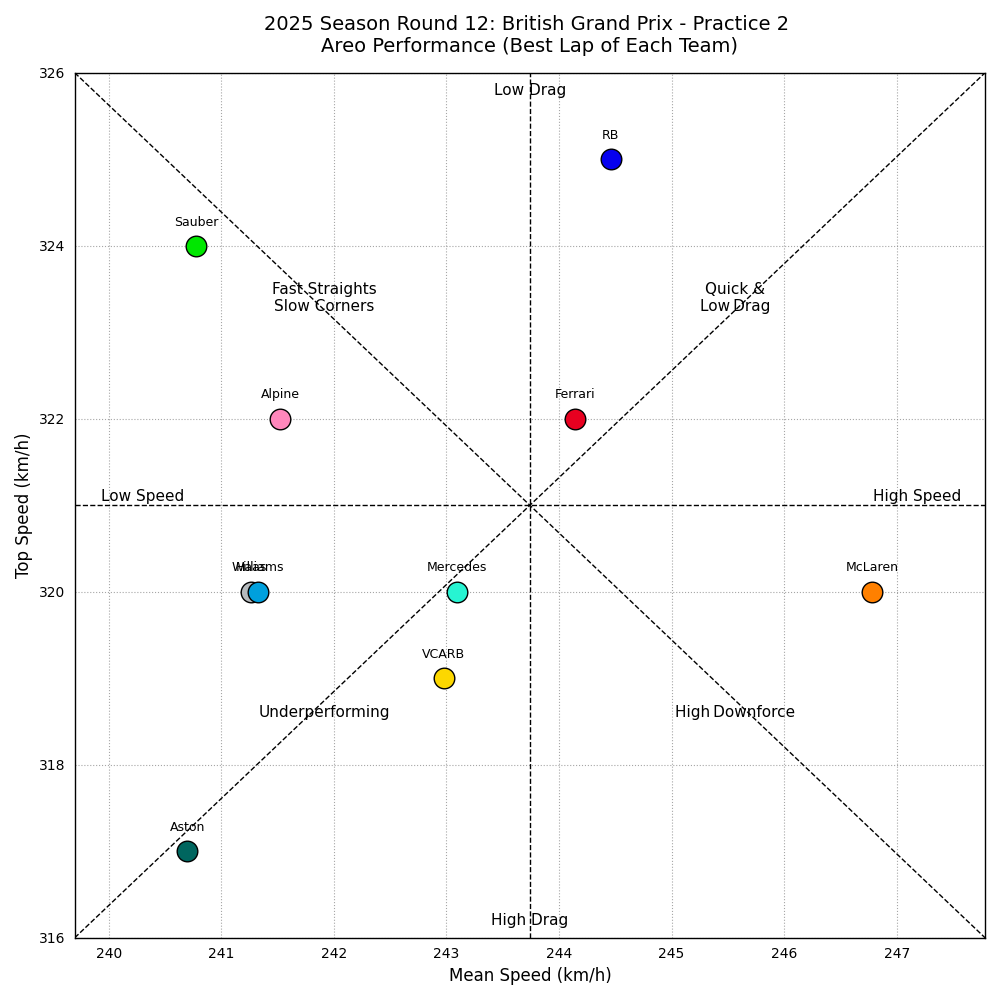 2025 Season Round 12: British Grand Prix - Practice 2
Areo Performance (Best Lap of Each Team)
326
Low Drag
RB
Sauber
324
Fast Straights
Slow Corners
Quick &
Low Drag
Alpine
Ferrari
322
Low Speed
High Speed
Top Speed (km/h)
Williams
Haas
Mercedes
McLaren
320
VCARB
Underperforming
High Downforce
318
Aston
High Drag
316
240
241
242
243
244
245
246
247
Mean Speed (km/h)